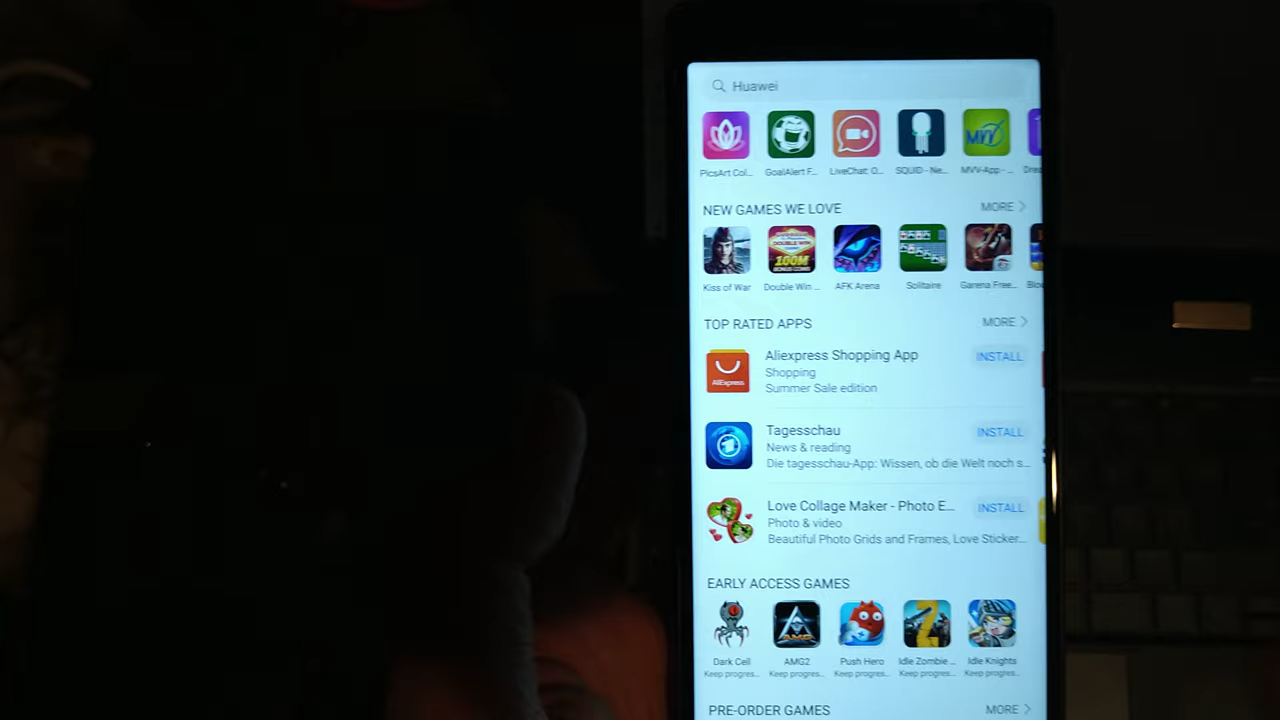 Huawei
PicsArt Col... GoalAlert F... LiveChat: O... SQUID - Ne... MVV-App - ... Drea
NEW GAMES WE LOVE MORE
Kiss of War Double Win ... AFK Arena Solitaire Garena Free... Bloo
TOP RATED APPS MORE
Aliexpress Shopping App INSTALL
Shopping
AliExpress Summer Sale edition
Tagesschau INSTALL
News & reading
Die tagesschau-App: Wissen, ob die Welt noch s...
Love Collage Maker - Photo E... INSTALL
Photo & video
Beautiful Photo Grids and Frames, Love Sticker...
EARLY ACCESS GAMES
Dark Cell AMG2 Push Hero Idle Zombie ... Idle Knights
Keep progres... Keep progres... Keep progres... Keep progres... Keep progres...
PRE-ORDER GAMES MORE